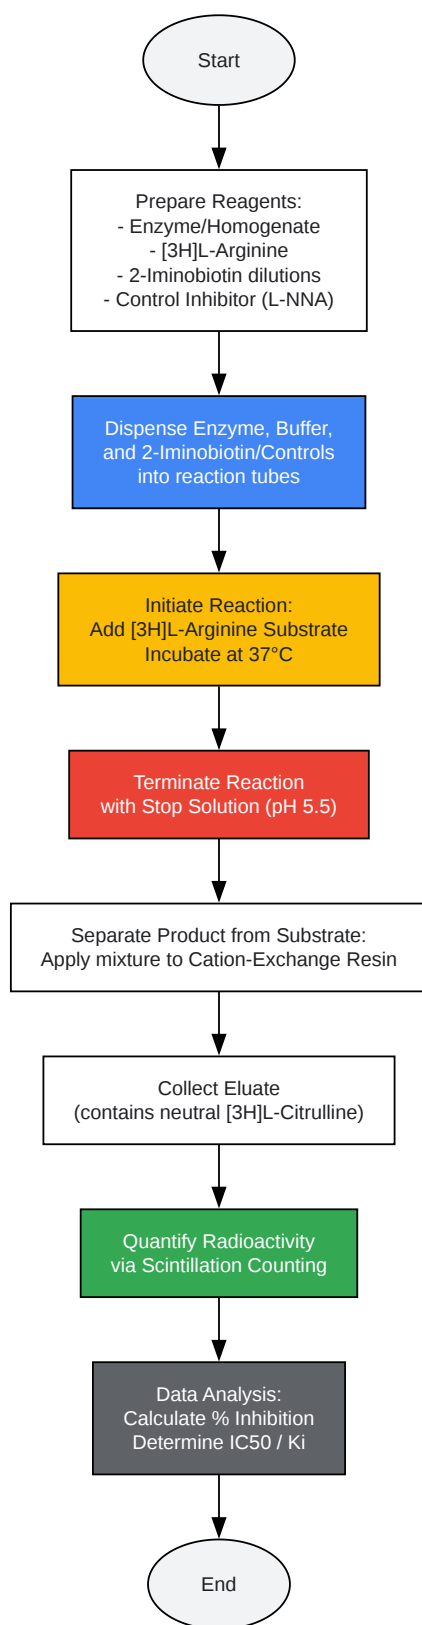 Start
Prepare Reagents:
- Enzyme/Homogenate
- [3H]L-Arginine
- 2-Iminobiotin dilutions
- Control Inhibitor (L-NNA)
Dispense Enzyme, Buffer,
and 2-Iminobiotin/Controls
into reaction tubes
Initiate Reaction:
Add [3H]L-Arginine Substrate
Incubate at 37°C
Terminate Reaction
with Stop Solution (pH 5.5)
Separate Product from Substrate:
Apply mixture to Cation-Exchange Resin
Collect Eluate
(contains neutral [3H]L-Citrulline)
Quantify Radioactivity
via Scintillation Counting
Data Analysis:
Calculate % Inhibition
Determine IC50 / Ki
End